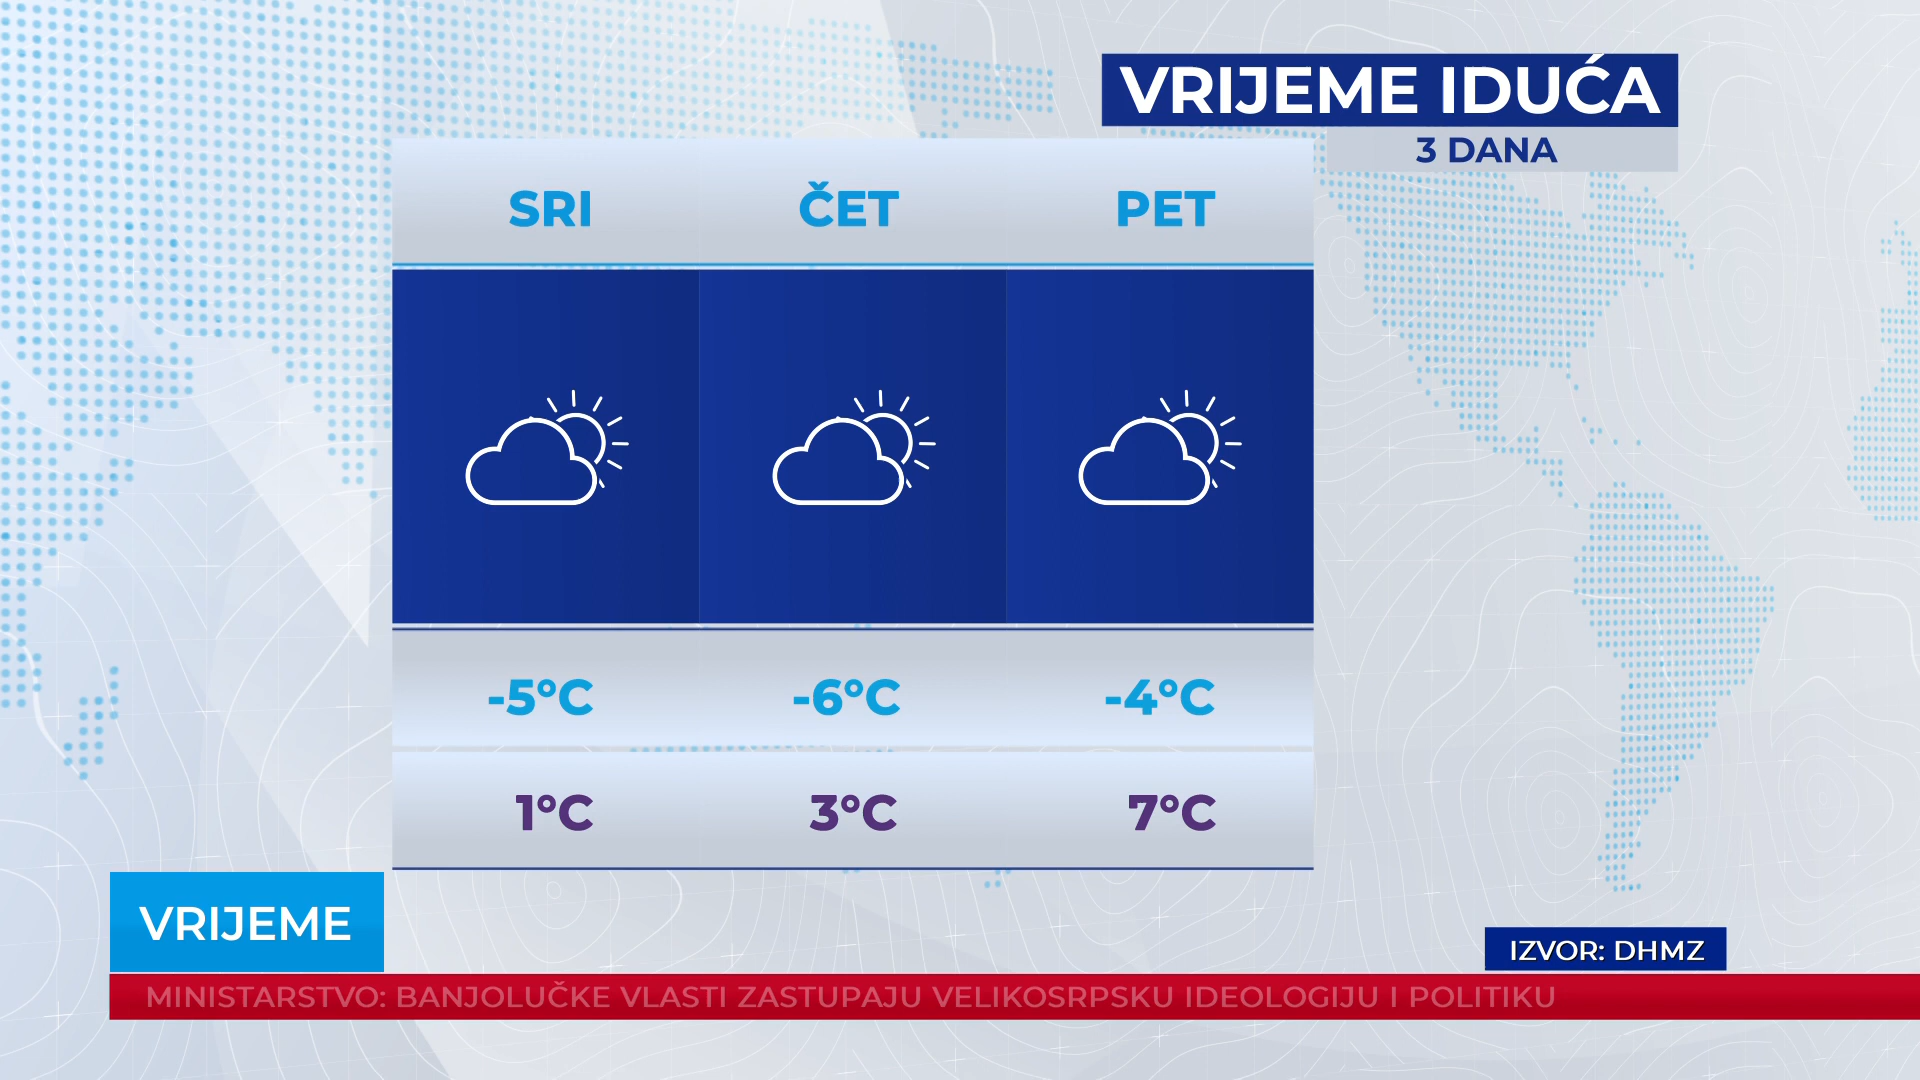 VRIJEME IDUĆA
3 DANA
SRI ČET PET
-5°C -6°C -4°C
1°C 3°C 7°C
VRIJEME
IZVOR: DHMZ
MINISTARSTVO: BANJOLUČKE VLASTI ZASTUPAJU VELIKOSRPSKU IDEOLOGIJU I POLITIKU